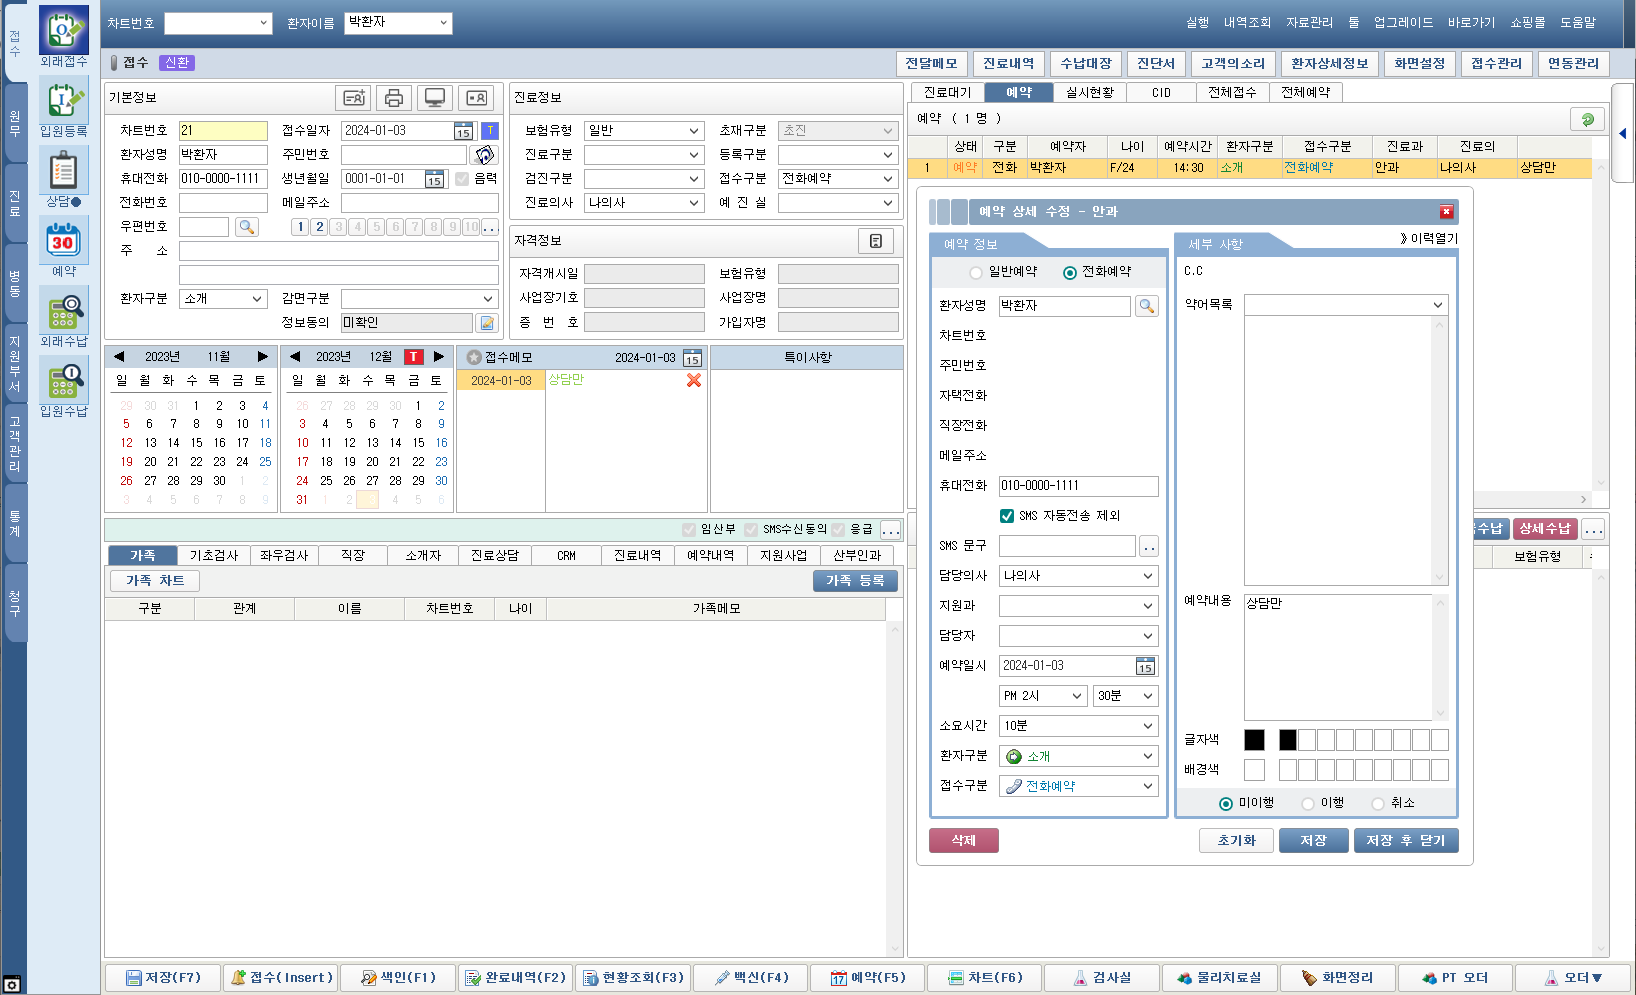 차트번호 환자이름 박환자 실행 내역조회 자료관리 툴 업그레이드 바로가기 쇼핑몰 도움말
접수
원무
진료
병동
지원부서
고객관리
통계
청구
외래접수
입원등록
상담●
30
예약
외래수납
입원수납
접수 신환
전달메모 진료내역 수납대장 진단서 고객의소리 환자상세정보 화면설정 접수관리 연동관리
기본정보
차트번호 21 접수일자 2024-01-03 15 T
환자성명 박환자 주민번호
휴대전화 010-0000-1111 생년월일 0001-01-01 15 음력
전화번호 메일주소
우편번호 1 2 3 4 5 6 7 8 9 10 ..
주 소
환자구분 소개 감면구분
정보동의 미확인
진료정보
보험유형 일반 초재구분 초진
진료구분 등록구분
검진구분 접수구분 전화예약
진료의사 나의사 예 진 실
자격정보
자격개시일 보험유형
사업장기호 사업장명
증 번 호 가입자명
◀ 2023년 11월 ▶
일 월 화 수 목 금 토
29 30 31 1 2 3 4
5 6 7 8 9 10 11
12 13 14 15 16 17 18
19 20 21 22 23 24 25
26 27 28 29 30 1 2
3 4 5 6 7 8 9
◀ 2023년 12월 T ▶
일 월 화 수 목 금 토
26 27 28 29 30 1 2
3 4 5 6 7 8 9
10 11 12 13 14 15 16
17 18 19 20 21 22 23
24 25 26 27 28 29 30
31 1 2 3 4 5 6
접수메모 2024-01-03 15
2024-01-03 상담만
특이사항
임산부 SMS수신동의 응급 ...
가족 기초검사 좌우검사 직장 소개자 진료상담 CRM 진료내역 예약내역 지원사업 산부인과
가족 차트 가족 등록
구분 관계 이름 차트번호 나이 가족메모
진료대기 예약 실시현황 CID 전체접수 전체예약
예약 ( 1 명 )
상태 구분 예약자 나이 예약시간 환자구분 접수구분 진료과 진료의
1 예약 전화 박환자 F/24 14:30 소개 전화예약 안과 나의사 상담만
수납 상세수납 ...
보험유형
예약 상세 수정 - 안과
예약 정보
일반예약 전화예약
환자성명 박환자
차트번호
주민번호
자택전화
직장전화
메일주소
휴대전화 010-0000-1111
SMS 자동전송 제외
SMS 문구 ..
담당의사 나의사
지원과
담당자
예약일시 2024-01-03 15
PM 2시 30분
소요시간 10분
환자구분 소개
접수구분 전화예약
세부 사항 》이력열기
C.C
약어목록
예약내용 상담만
글자색
배경색
미이행 이행 취소
삭제 초기화 저장 저장 후 닫기
저장(F7) 접수(Insert) 색인(F1) 완료내역(F2) 현황조회(F3) 백신(F4) 17 예약(F5) 차트(F6) 검사실 물리치료실 화면정리 PT 오더 오더▼